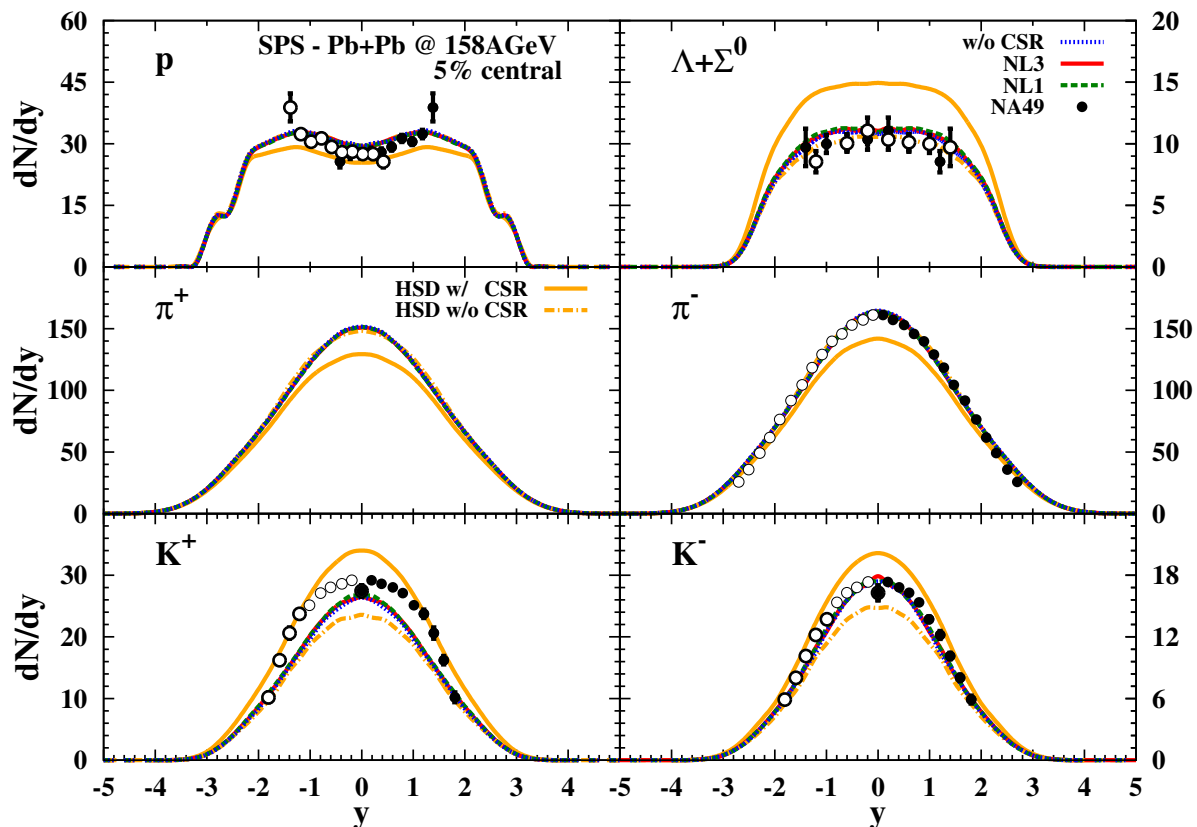 60
45
30
15
0
dN/dy
p
SPS - Pb+Pb @ 158AGeV
5% central
Λ+Σ⁰
w/o CSR
NL3
NL1
NA49
20
15
10
5
0
150
100
50
0
dN/dy
π⁺
HSD w/ CSR
HSD w/o CSR
π⁻
150
100
50
0
30
20
10
0
dN/dy
K⁺
K⁻
18
12
6
0
-5 -4 -3 -2 -1 0 1 2 3 4 -5 -4 -3 -2 -1 0 1 2 3 4 5
y y